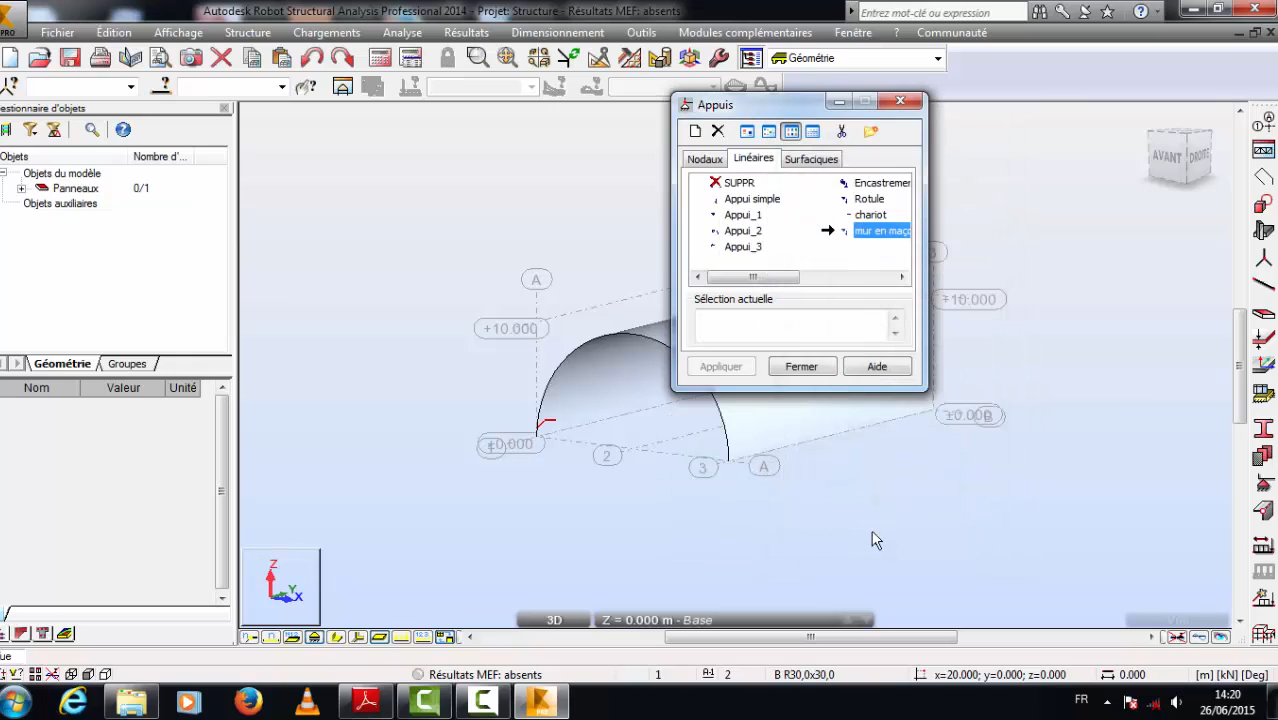 PRO
Autodesk Robot Structural Analysis Professional 2014 - Projet: Structure - Résultats MEF: absents
Entrez mot-clé ou expression
Fichier Édition Affichage Structure Chargements Analyse Résultats Outils Dimensionnement Modules complémentaires Fenêtre ? Communauté
Géométrie
estionnaire d'objets
Objets Nombre d'...
Objets du modèle
Panneaux 0/1
Objets auxiliaires
Géométrie Groupes
Nom Valeur Unité
Appuis
Nodaux Linéaires Surfaciques
SUPPR Encastremen
Appui simple Rotule
Appui_1 chariot
Appui_2 mur en maço
Appui_3
Sélection actuelle
Appliquer Fermer Aide
AVANT DROITE
A
+10.000 +10.000
±0.000 ±0.000 B
2 3 A
Z
Y
X
3D Z = 0.000 m - Base
ue
Résultats MEF: absents 1 2 B R30,0x30,0 x=20.000; y=0.000; z=0.000 0.000 [m] [kN] [Deg]
PRO
FR 14:20
26/06/2015